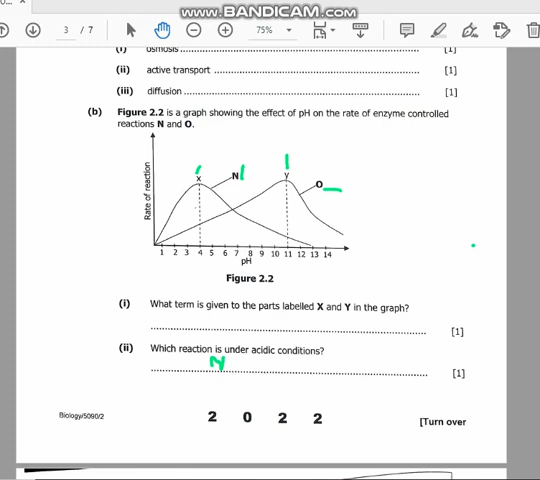 www.BANDICAM.com
3 / 7
75%
(i) osmosis [1]
(ii) active transport [1]
(iii) diffusion [1]
(b) Figure 2.2 is a graph showing the effect of pH on the rate of enzyme controlled
reactions N and O.
X N Y O
Rate of reaction
1 2 3 4 5 6 7 8 9 10 11 12 13 14
pH
Figure 2.2
(i) What term is given to the parts labelled X and Y in the graph?
[1]
(ii) Which reaction is under acidic conditions?
N
[1]
Biology/5090/2 2 0 2 2 [Turn over